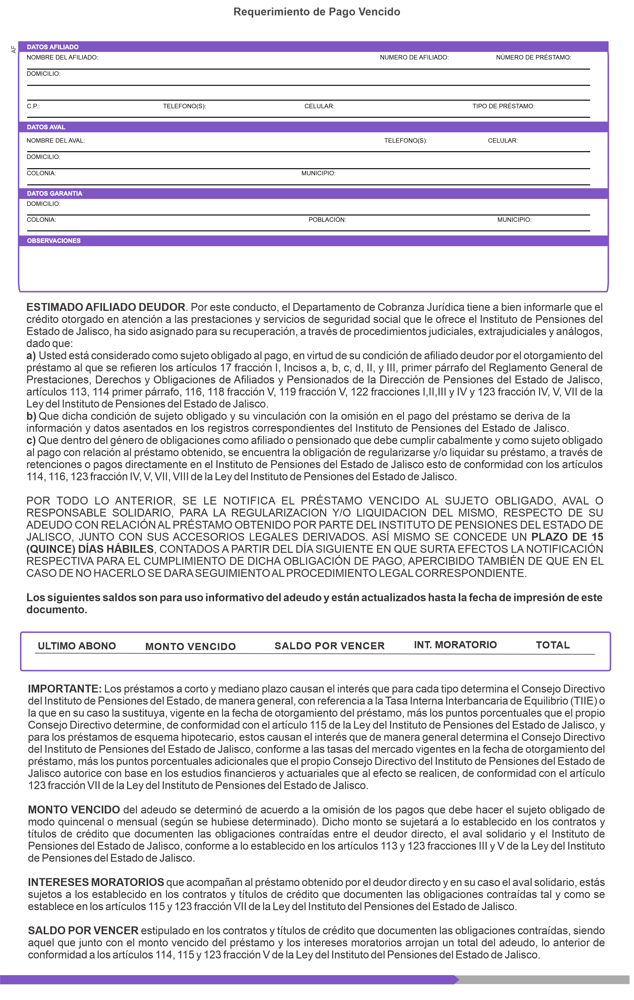 Requerimiento de Pago Vencido
AF
DATOS AFILIADO
NOMBRE DEL AFILIADO: NUMERO DE AFILIADO: NÚMERO DE PRÉSTAMO:
DOMICILIO:
C.P.: TELEFONO(S): CELULAR: TIPO DE PRÉSTAMO:
DATOS AVAL
NOMBRE DEL AVAL: TELEFONO(S): CELULAR:
DOMICILIO:
COLONIA: MUNICIPIO:
DATOS GARANTIA
DOMICILIO:
COLONIA: POBLACIÓN: MUNICIPIO:
OBSERVACIONES
ESTIMADO AFILIADO DEUDOR. Por este conducto, el Departamento de Cobranza Jurídica tiene a bien informarle que el
crédito otorgado en atención a las prestaciones y servicios de seguridad social que le ofrece el Instituto de Pensiones del
Estado de Jalisco, ha sido asignado para su recuperación, a través de procedimientos judiciales, extrajudiciales y análogos,
dado que:
a) Usted está considerado como sujeto obligado al pago, en virtud de su condición de afiliado deudor por el otorgamiento del
préstamo al que se refieren los artículos 17 fracción I, Incisos a, b, c, d, II, y III, primer párrafo del Reglamento General de
Prestaciones, Derechos y Obligaciones de Afiliados y Pensionados de la Dirección de Pensiones del Estado de Jalisco,
artículos 113, 114 primer párrafo, 116, 118 fracción V, 119 fracción V, 122 fracciones I,II,III y IV y 123 fracción IV, V, VII de la
Ley del Instituto de Pensiones del Estado de Jalisco.
b) Que dicha condición de sujeto obligado y su vinculación con la omisión en el pago del préstamo se deriva de la
información y datos asentados en los registros correspondientes del Instituto de Pensiones del Estado de Jalisco.
c) Que dentro del género de obligaciones como afiliado o pensionado que debe cumplir cabalmente y como sujeto obligado
al pago con relación al préstamo obtenido, se encuentra la obligación de regularizarse y/o liquidar su préstamo, a través de
retenciones o pagos directamente en el Instituto de Pensiones del Estado de Jalisco esto de conformidad con los artículos
114, 116, 123 fracción IV, V, VII, VIII de la Ley del Instituto de Pensiones del Estado de Jalisco.
POR TODO LO ANTERIOR, SE LE NOTIFICA EL PRÉSTAMO VENCIDO AL SUJETO OBLIGADO, AVAL O
RESPONSABLE SOLIDARIO, PARA LA REGULARIZACION Y/O LIQUIDACION DEL MISMO, RESPECTO DE SU
ADEUDO CON RELACIÓN AL PRÉSTAMO OBTENIDO POR PARTE DEL INSTITUTO DE PENSIONES DEL ESTADO DE
JALISCO, JUNTO CON SUS ACCESORIOS LEGALES DERIVADOS. ASÍ MISMO SE CONCEDE UN PLAZO DE 15
(QUINCE) DÍAS HÁBILES, CONTADOS A PARTIR DEL DÍA SIGUIENTE EN QUE SURTA EFECTOS LA NOTIFICACIÓN
RESPECTIVA PARA EL CUMPLIMIENTO DE DICHA OBLIGACIÓN DE PAGO, APERCIBIDO TAMBIÉN DE QUE EN EL
CASO DE NO HACERLO SE DARA SEGUIMIENTO AL PROCEDIMIENTO LEGAL CORRESPONDIENTE.
Los siguientes saldos son para uso informativo del adeudo y están actualizados hasta la fecha de impresión de este
documento.
ULTIMO ABONO MONTO VENCIDO SALDO POR VENCER INT. MORATORIO TOTAL
IMPORTANTE: Los préstamos a corto y mediano plazo causan el interés que para cada tipo determina el Consejo Directivo
del Instituto de Pensiones del Estado, de manera general, con referencia a la Tasa Interna Interbancaria de Equilibrio (TIIE) o
la que en su caso la sustituya, vigente en la fecha de otorgamiento del préstamo, más los puntos porcentuales que el propio
Consejo Directivo determine, de conformidad con el artículo 115 de la Ley del Instituto de Pensiones del Estado de Jalisco, y
para los préstamos de esquema hipotecario, estos causan el interés que de manera general determina el Consejo Directivo
del Instituto de Pensiones del Estado de Jalisco, conforme a las tasas del mercado vigentes en la fecha de otorgamiento del
préstamo, más los puntos porcentuales adicionales que el propio Consejo Directivo del Instituto de Pensiones del Estado de
Jalisco autorice con base en los estudios financieros y actuariales que al efecto se realicen, de conformidad con el artículo
123 fracción VII de la Ley del Instituto de Pensiones del Estado de Jalisco.
MONTO VENCIDO del adeudo se determinó de acuerdo a la omisión de los pagos que debe hacer el sujeto obligado de
modo quincenal o mensual (según se hubiese determinado). Dicho monto se sujetará a lo establecido en los contratos y
títulos de crédito que documenten las obligaciones contraídas entre el deudor directo, el aval solidario y el Instituto de
Pensiones del Estado de Jalisco, conforme a lo establecido en los artículos 113 y 123 fracciones III y V de la Ley del Instituto
de Pensiones del Estado de Jalisco.
INTERESES MORATORIOS que acompañan al préstamo obtenido por el deudor directo y en su caso el aval solidario, estás
sujetos a los establecido en los contratos y títulos de crédito que documenten las obligaciones contraídas tal y como se
establece en los artículos 115 y 123 fracción VII de la Ley del Instituto del Pensiones del Estado de Jalisco.
SALDO POR VENCER estipulado en los contratos y títulos de crédito que documenten las obligaciones contraídas, siendo
aquel que junto con el monto vencido del préstamo y los intereses moratorios arrojan un total del adeudo, lo anterior de
conformidad a los artículos 114, 115 y 123 fracción V de la Ley del Instituto del Pensiones del Estado de Jalisco.